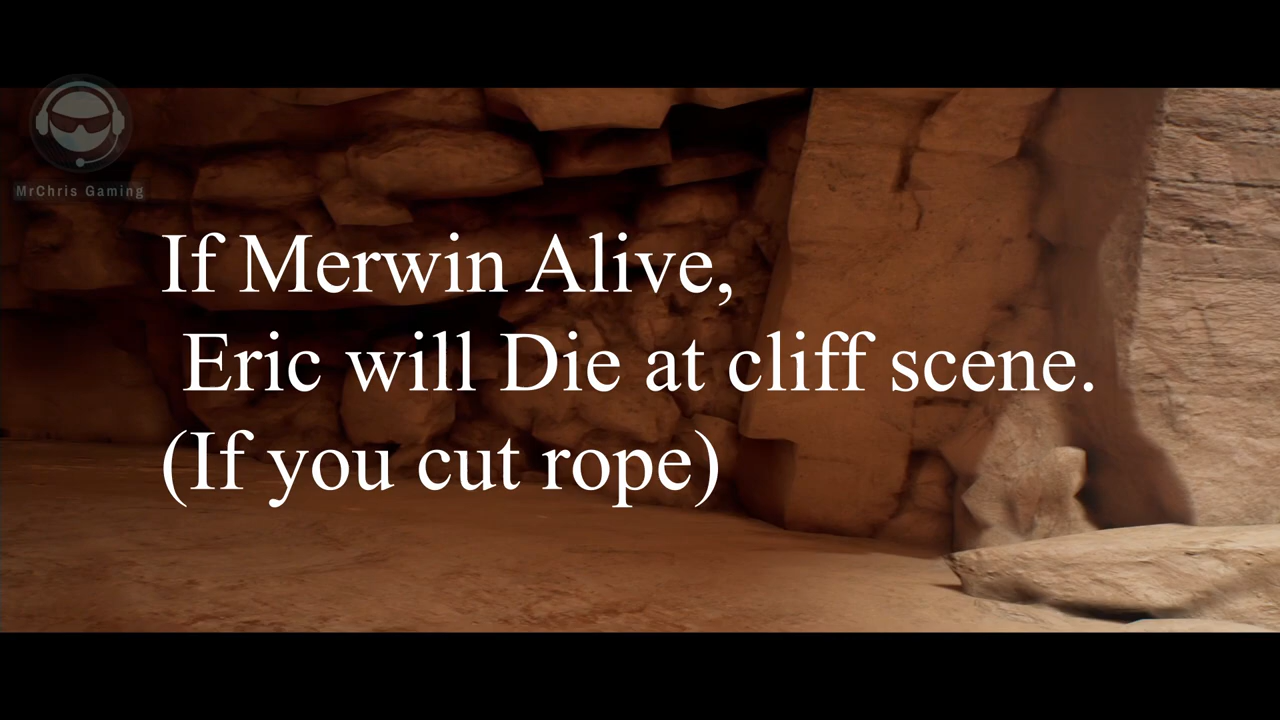 MrChris Gaming
If Merwin Alive,
Eric will Die at cliff scene.
(If you cut rope)